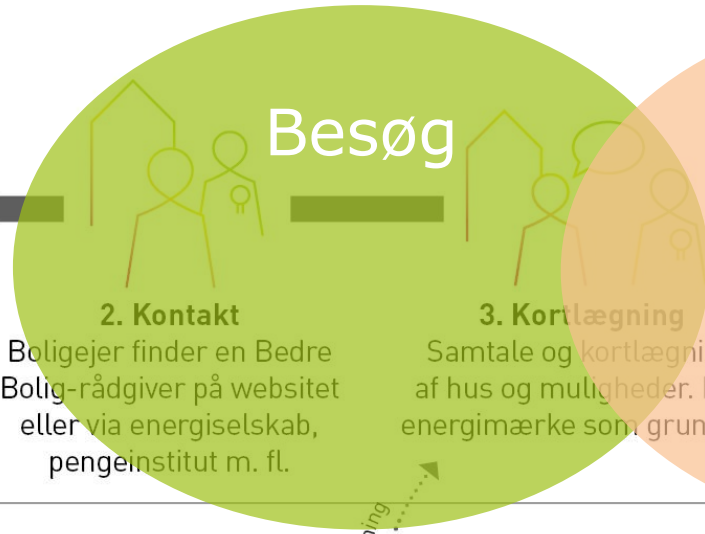 Besøg
2. Kontakt
Boligejer finder en Bedre
Bolig-rådgiver på websitet
eller via energiselskab,
pengeinstitut m. fl.
3. Kortlægning
Samtale og kortlægni
af hus og muligheder.
energimærke som grun
ning